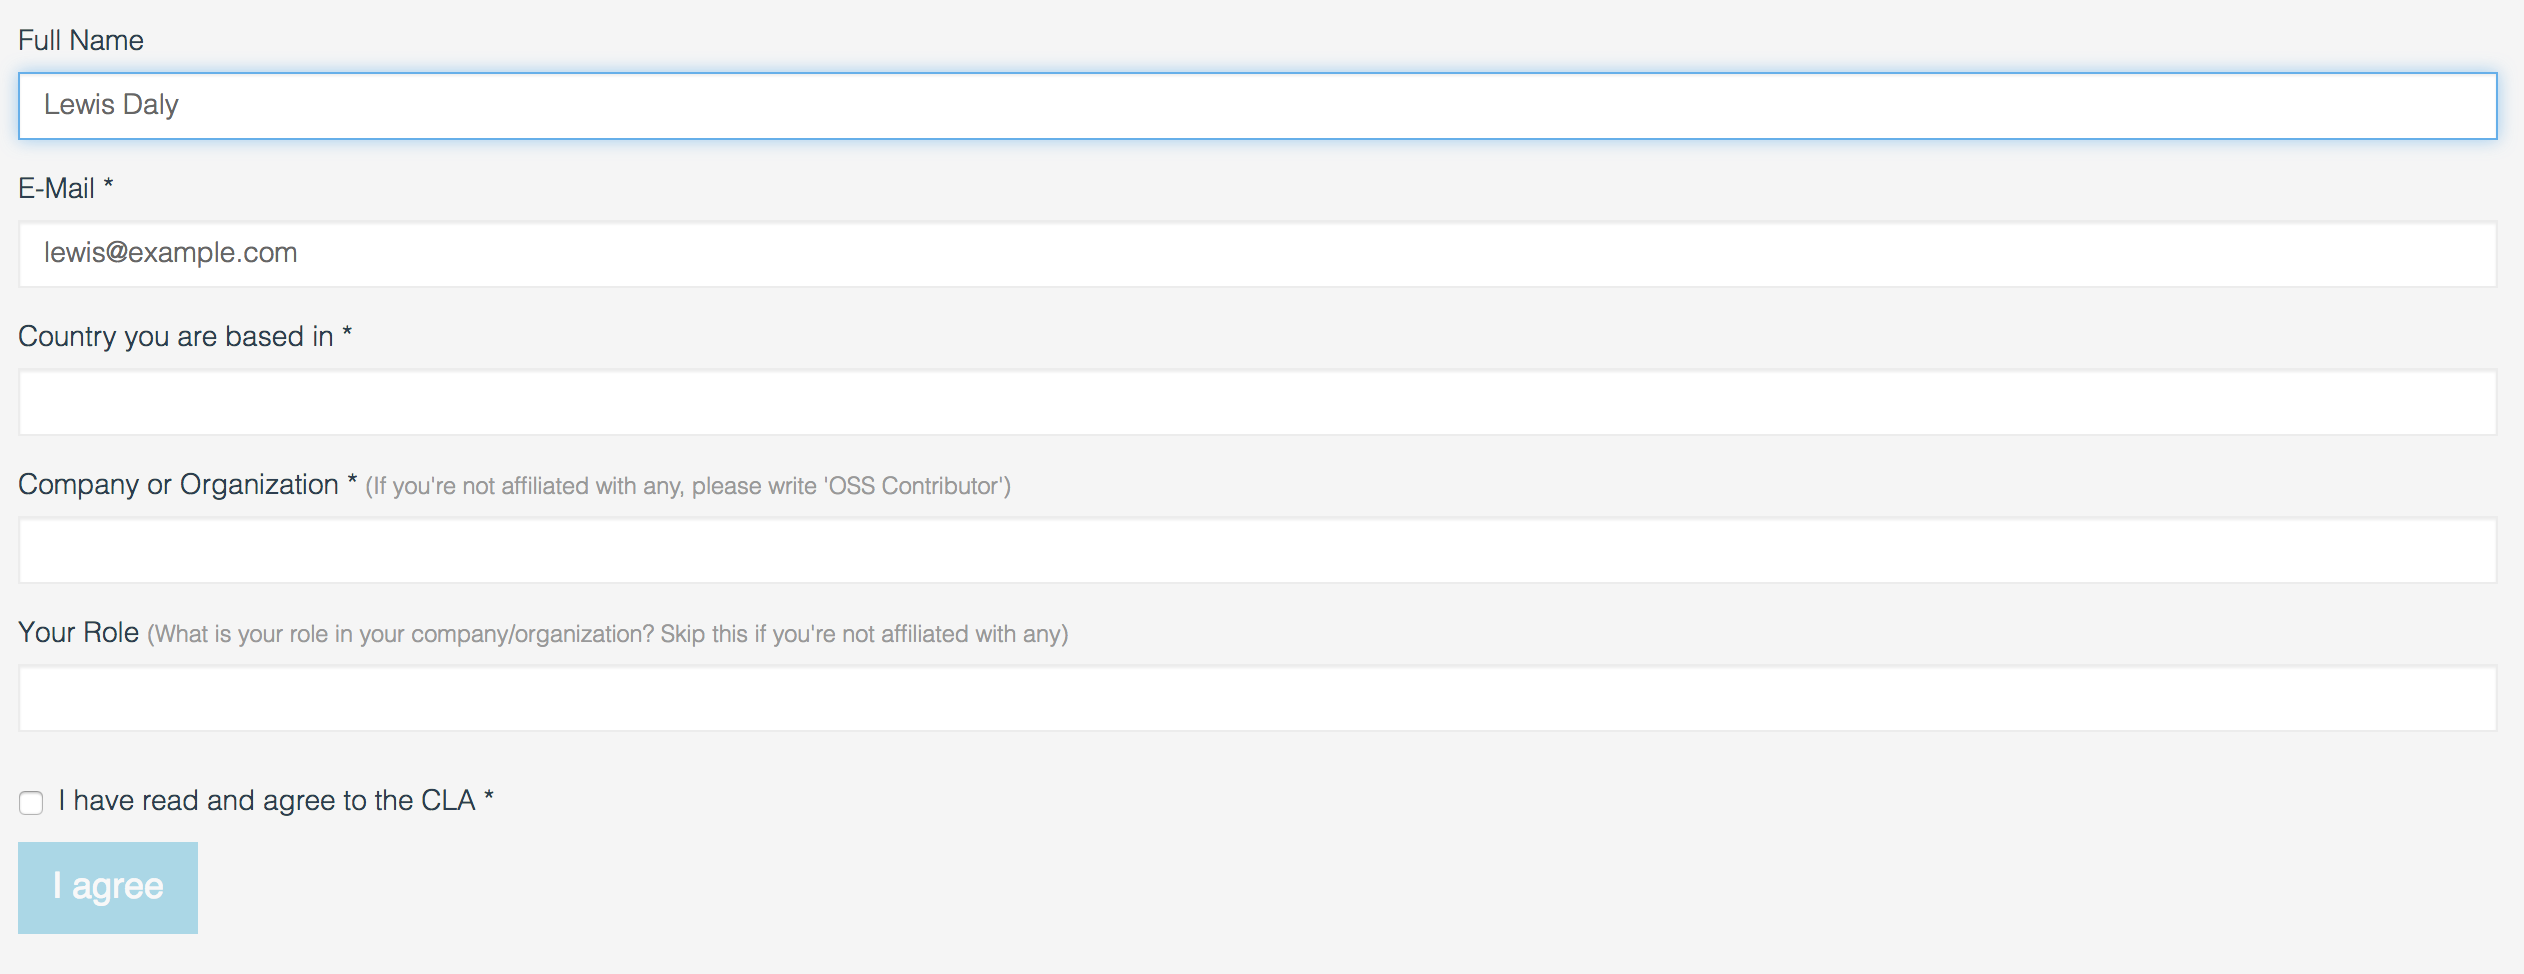 Full Name
Lewis Daly
E-Mail *
lewis@example.com
Country you are based in *
Company or Organization * (If you're not affiliated with any, please write 'OSS Contributor')
Your Role (What is your role in your company/organization? Skip this if you're not affiliated with any)
I have read and agree to the CLA *
I agree